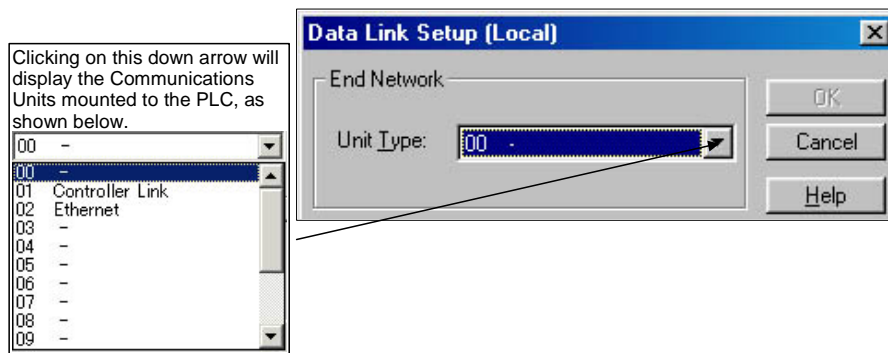 Clicking on this down arrow will
display the Communications
Units mounted to the PLC, as
shown below.
00 -
00 -
01 Controller Link
02 Ethernet
03 -
04 -
05 -
06 -
07 -
08 -
09 -
Data Link Setup (Local)
End Network
Unit Type: 00 -
OK
Cancel
Help